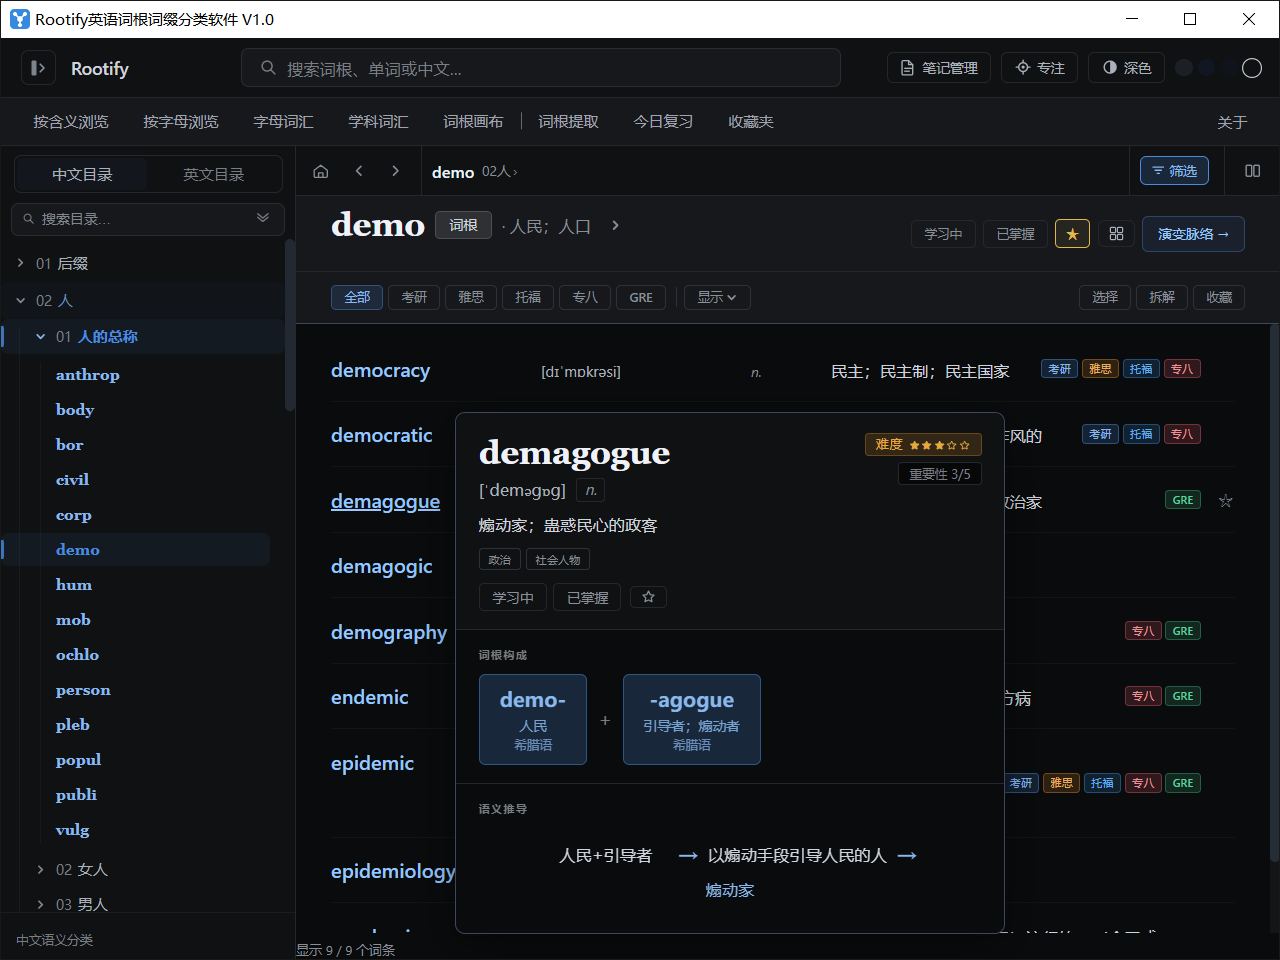 Rootify英语词根词缀分类软件 V1.0
Rootify
搜索词根、单词或中文...
笔记管理
专注
深色
按含义浏览 按字母浏览 字母词汇 学科词汇 词根画布 词根提取 今日复习 收藏夹 关于
中文目录 英文目录
搜索目录...
01 后缀
02 人
01 人的总称
anthrop
body
bor
civil
corp
demo
hum
mob
ochlo
person
pleb
popul
publi
vulg
02 女人
03 男人
中文语义分类
demo 02人 ›
筛选
demo 词根 · 人民；人口
学习中 已掌握 ★ 演变脉络 →
全部 考研 雅思 托福 专八 GRE 显示
选择 拆解 收藏
democracy [dɪˈmɒkrəsi] n. 民主；民主制；民主国家 考研 雅思 托福 专八
democratic 风的 考研 托福 专八
demagogue 治家 GRE ☆
demagogic
demography 专八 GRE
endemic 病 专八 GRE
epidemic 考研 雅思 托福 专八 GRE
epidemiology
显示 9 / 9 个词条
demagogue
难度 ★★★☆☆
重要性 3/5
[ˈdeməɡɒɡ] n.
煽动家；蛊惑民心的政客
政治 社会人物
学习中 已掌握 ☆
词根构成
demo-
人民
希腊语
+
-agogue
引导者；煽动者
希腊语
语义推导
人民+引导者 → 以煽动手段引导人民的人 →
煽动家